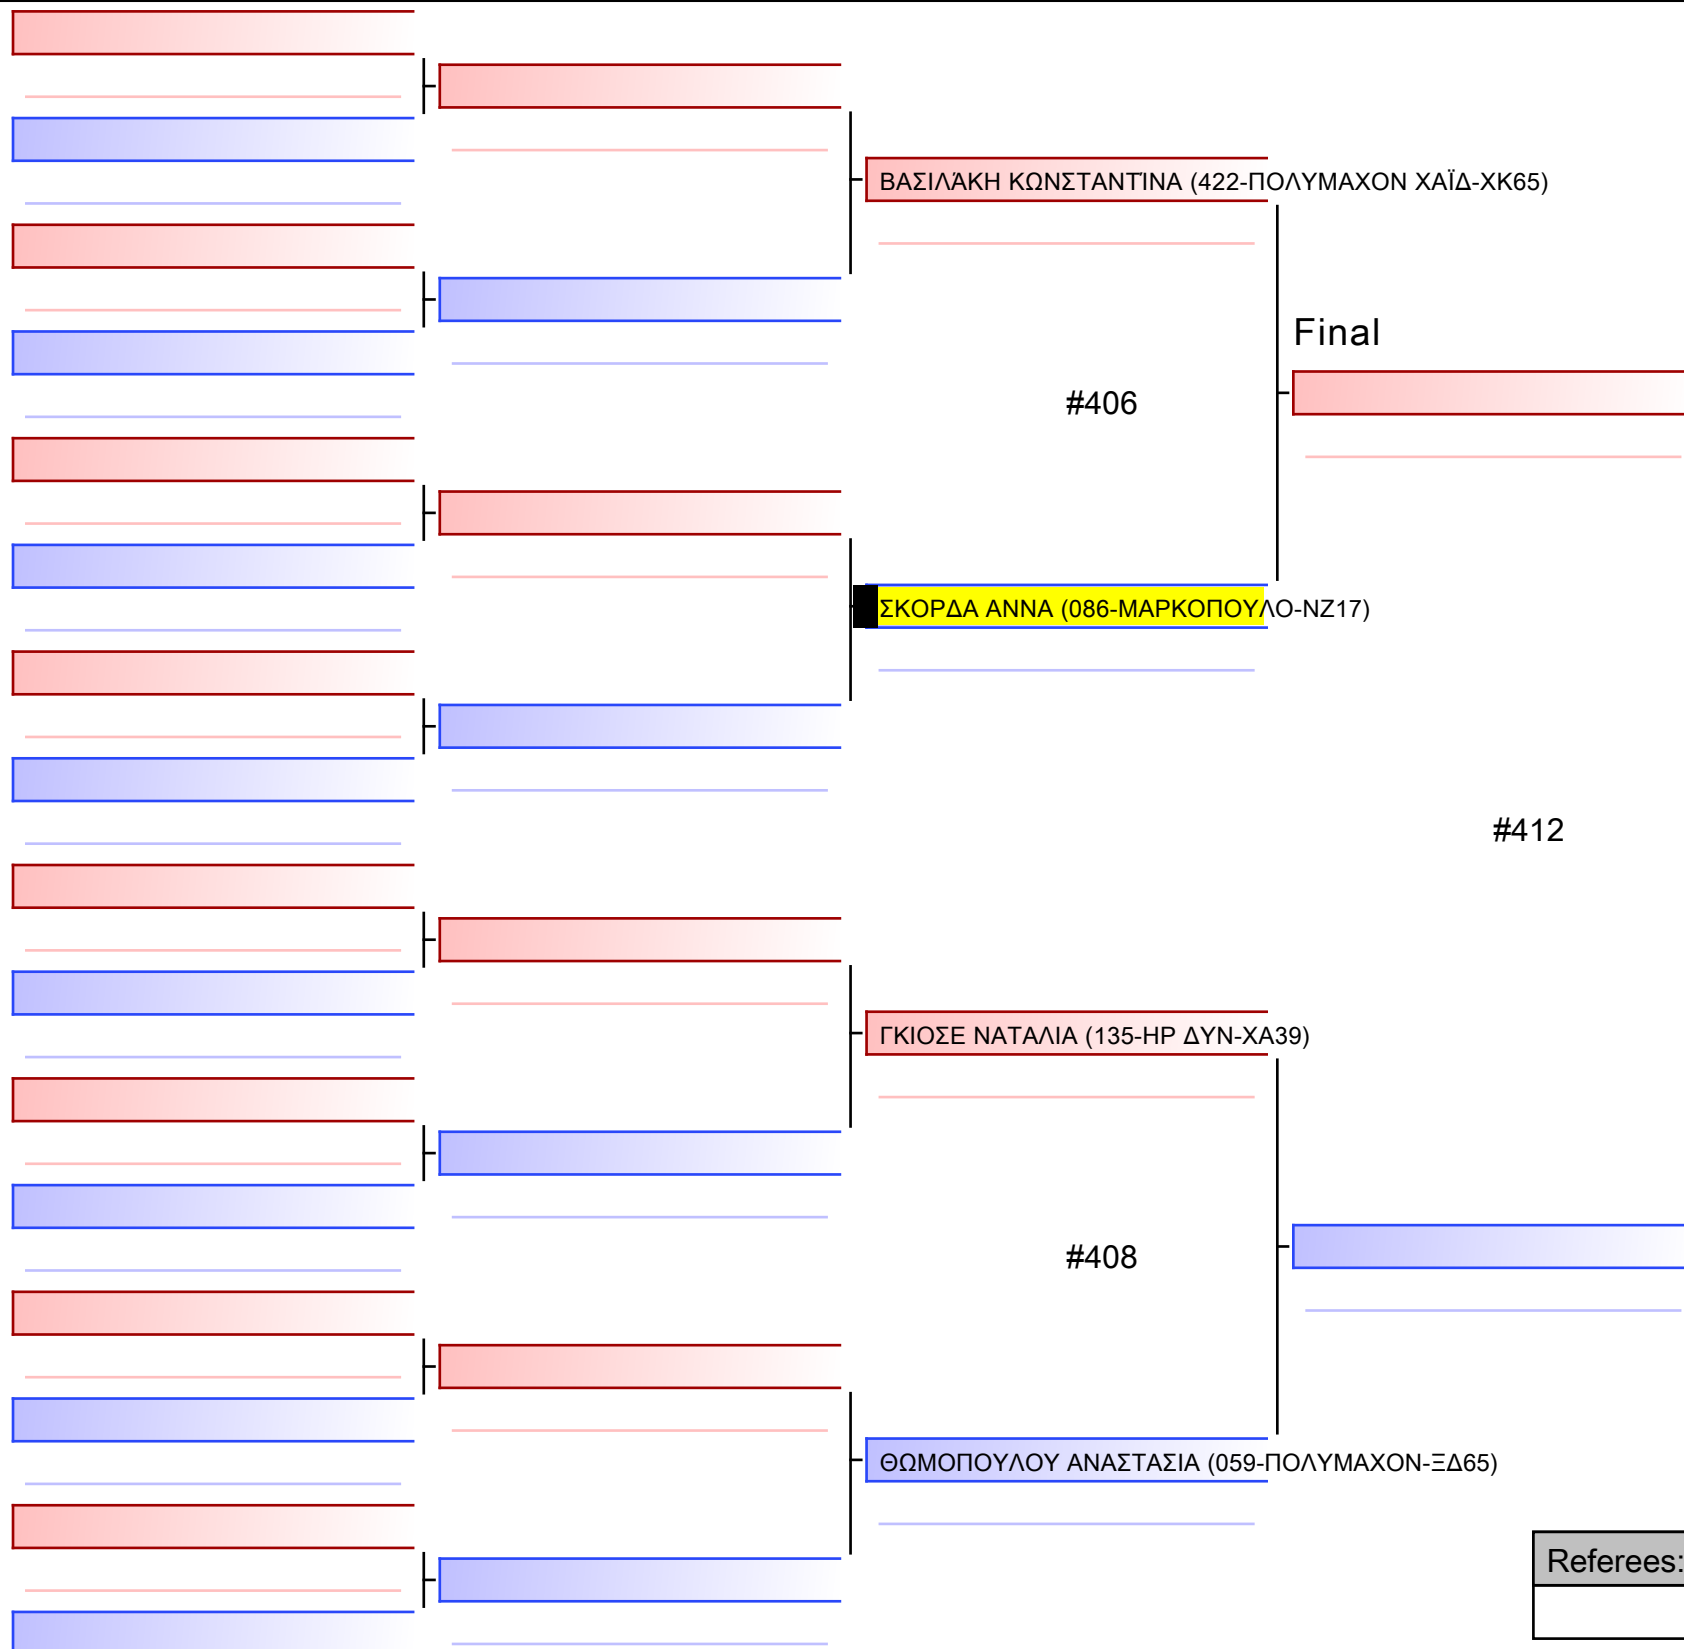 ΒΑΣΙΛΆΚΗ ΚΩΝΣΤΑΝΤΊΝΑ (422-ΠΟΛΥΜΑΧΟΝ ΧΑΪΔ-ΧΚ65)
Final
#406
ΣΚΟΡΔΑ ΑΝΝΑ (086-ΜΑΡΚΟΠΟΥΛΟ-ΝΖ17)
#412
ΓΚΙΟΣΕ ΝΑΤΑΛΙΑ (135-ΗΡ ΔΥΝ-ΧΑ39)
#408
ΘΩΜΟΠΟΥΛΟΥ ΑΝΑΣΤΑΣΙΑ (059-ΠΟΛΥΜΑΧΟΝ-ΞΔ65)
Referees: